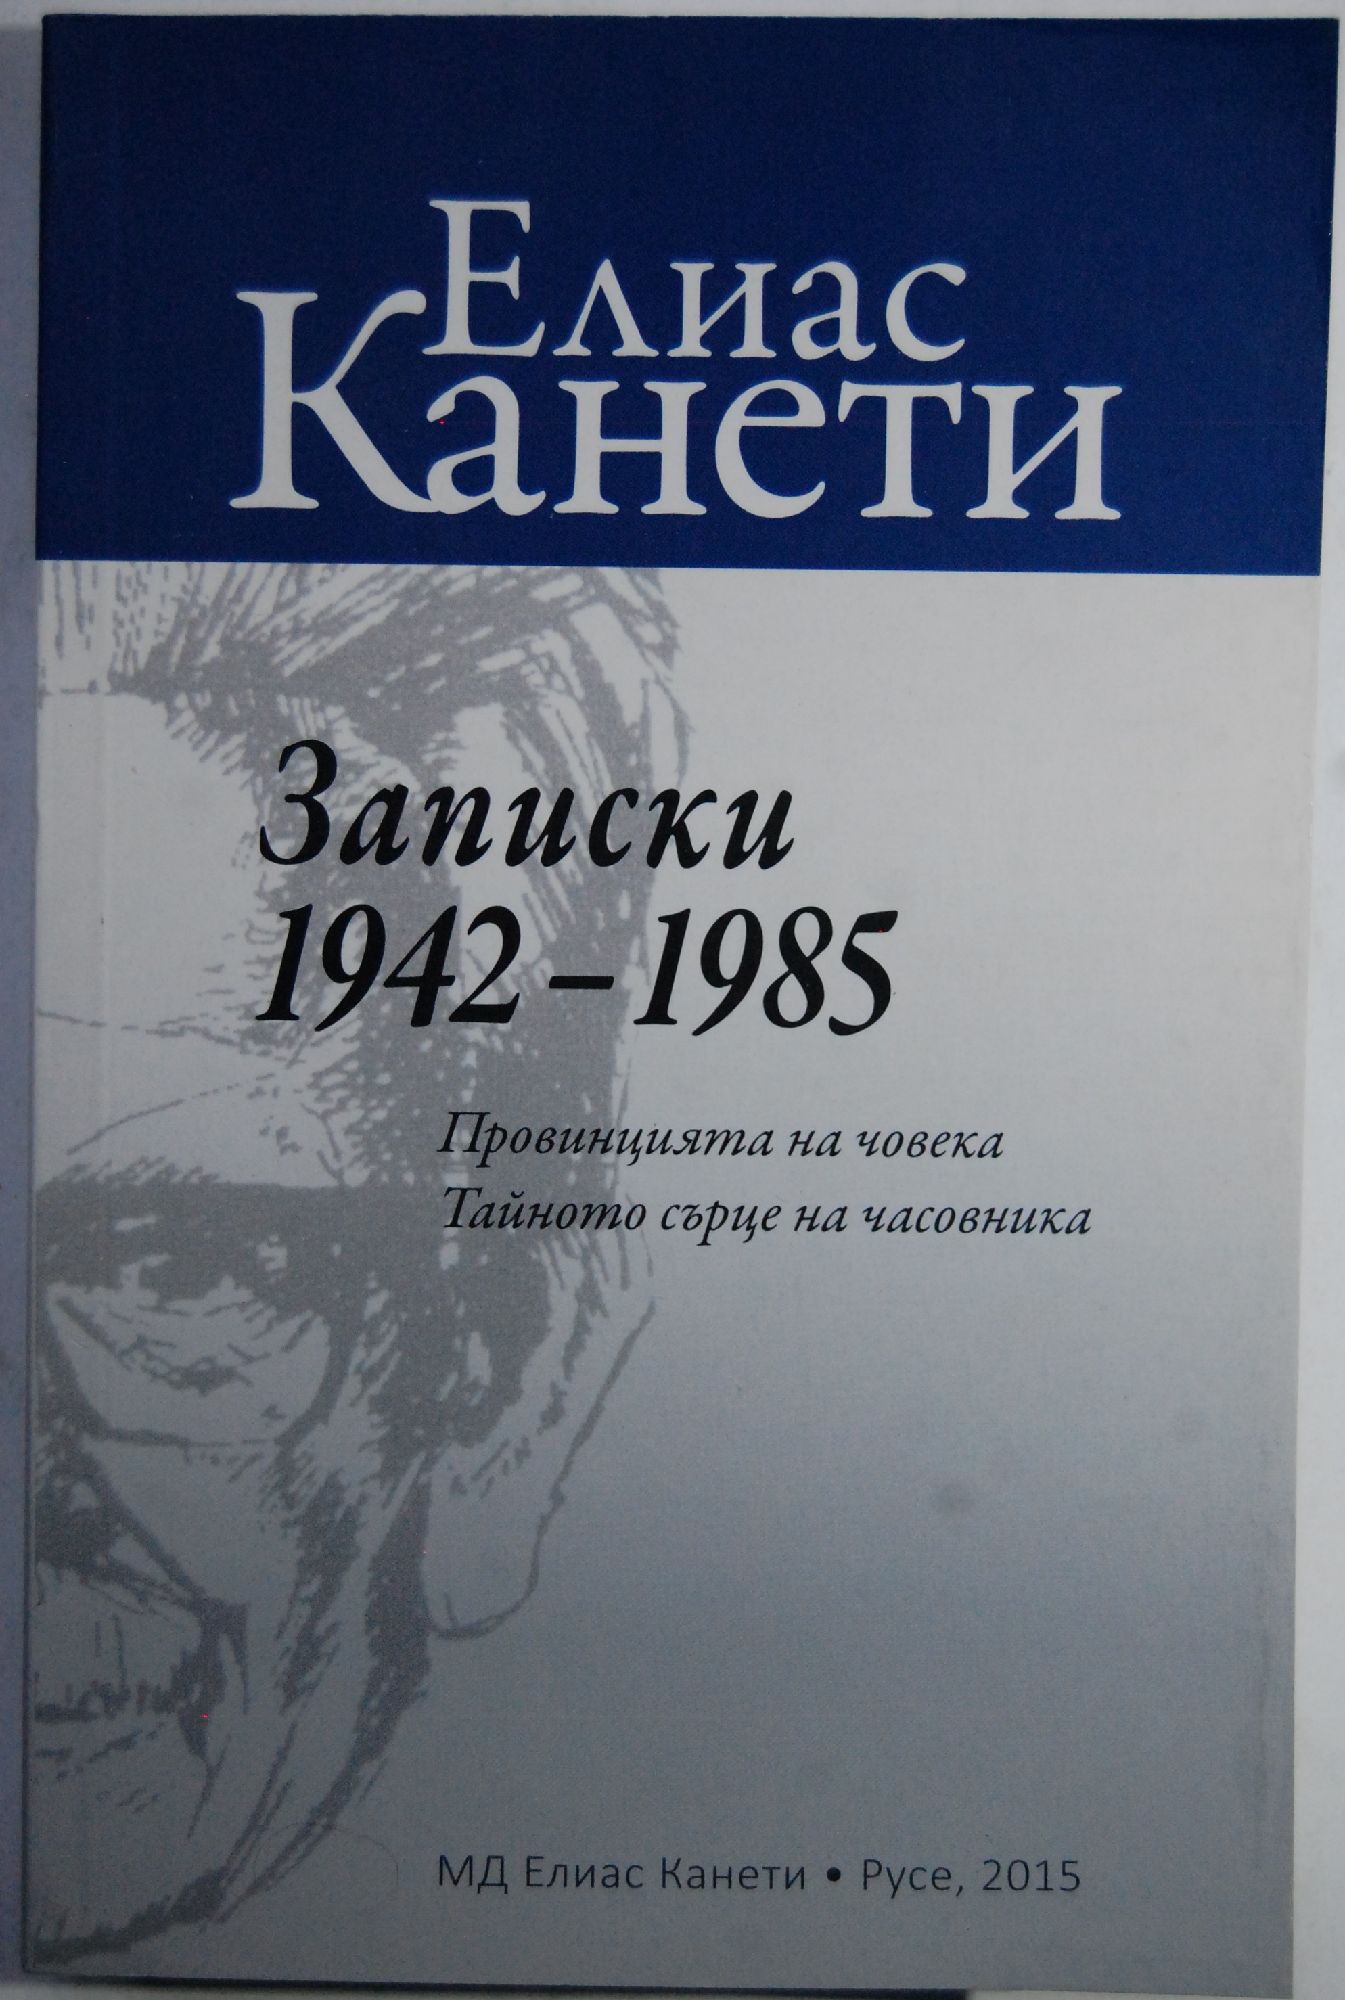 Елиас
Канети
Записки
1942 – 1985
Провинцията на човека
Тайното сърце на часовника
МД Елиас Канети • Русе, 2015